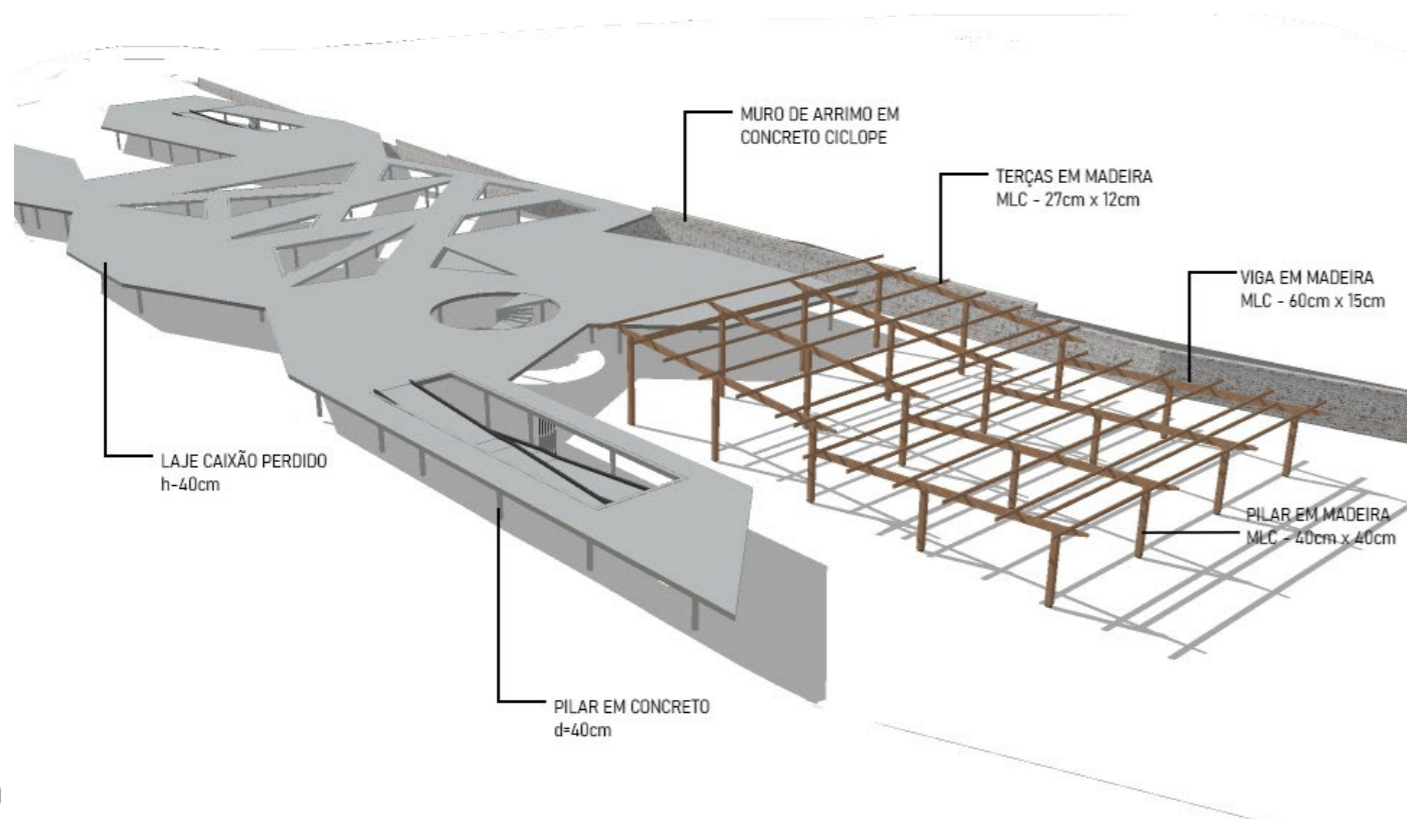 MURO DE ARRIMO EM
CONCRETO CICLOPE
TERÇAS EM MADEIRA
MLC - 27cm x 12cm
VIGA EM MADEIRA
MLC - 60cm x 15cm
LAJE CAIXÃO PERDIDO
h-40cm
PILAR EM MADEIRA
MLC - 40cm x 40cm
PILAR EM CONCRETO
d=40cm